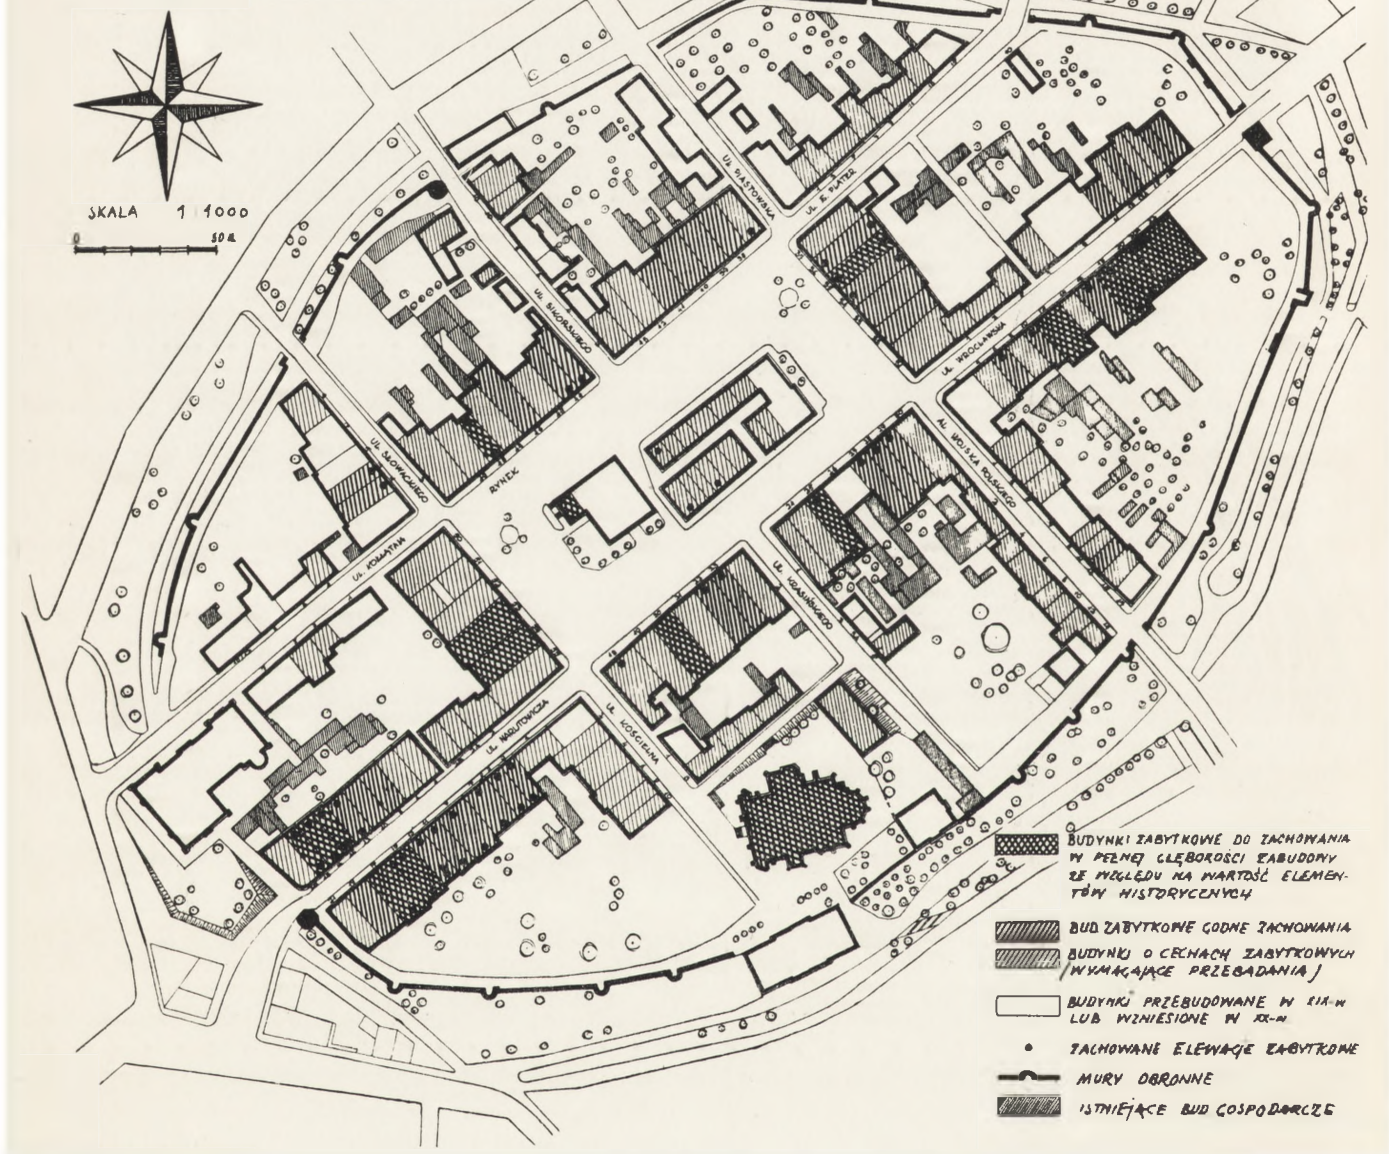 SKALA 1:1000
0 50 M
UL. PIASTOWSKA
UL. E. PLATER
UL. SIKORSKIEGO
UL. WROCŁAWSKA
UL. SŁOWACKIEGO
RYNEK
AL. WOJSKA POLSKIEGO
UL. KOŁŁĄTAJA
UL. KRASIŃSKIEGO
UL. NARUTOWICZA
UL. KOŚCIELNA
BUDYNKI ZABYTKOWE DO ZACHOWANIA
W PEŁNEJ GŁĘBOKOŚCI ZABUDOWY
ZE WZGLĘDU NA WARTOŚĆ ELEMEN-
TÓW HISTORYCZNYCH
BUD. ZABYTKOWE GODNE ZACHOWANIA
BUDYNKI O CECHACH ZABYTKOWYCH
/WYMAGAJĄCE PRZEBADANIA/
BUDYNKI PRZEBUDOWANE W XIX-W
LUB WZNIESIONE W XX-W
ZACHOWANE ELEWACJE ZABYTKOWE
MURY OBRONNE
ISTNIEJĄCE BUD GOSPODARCZE